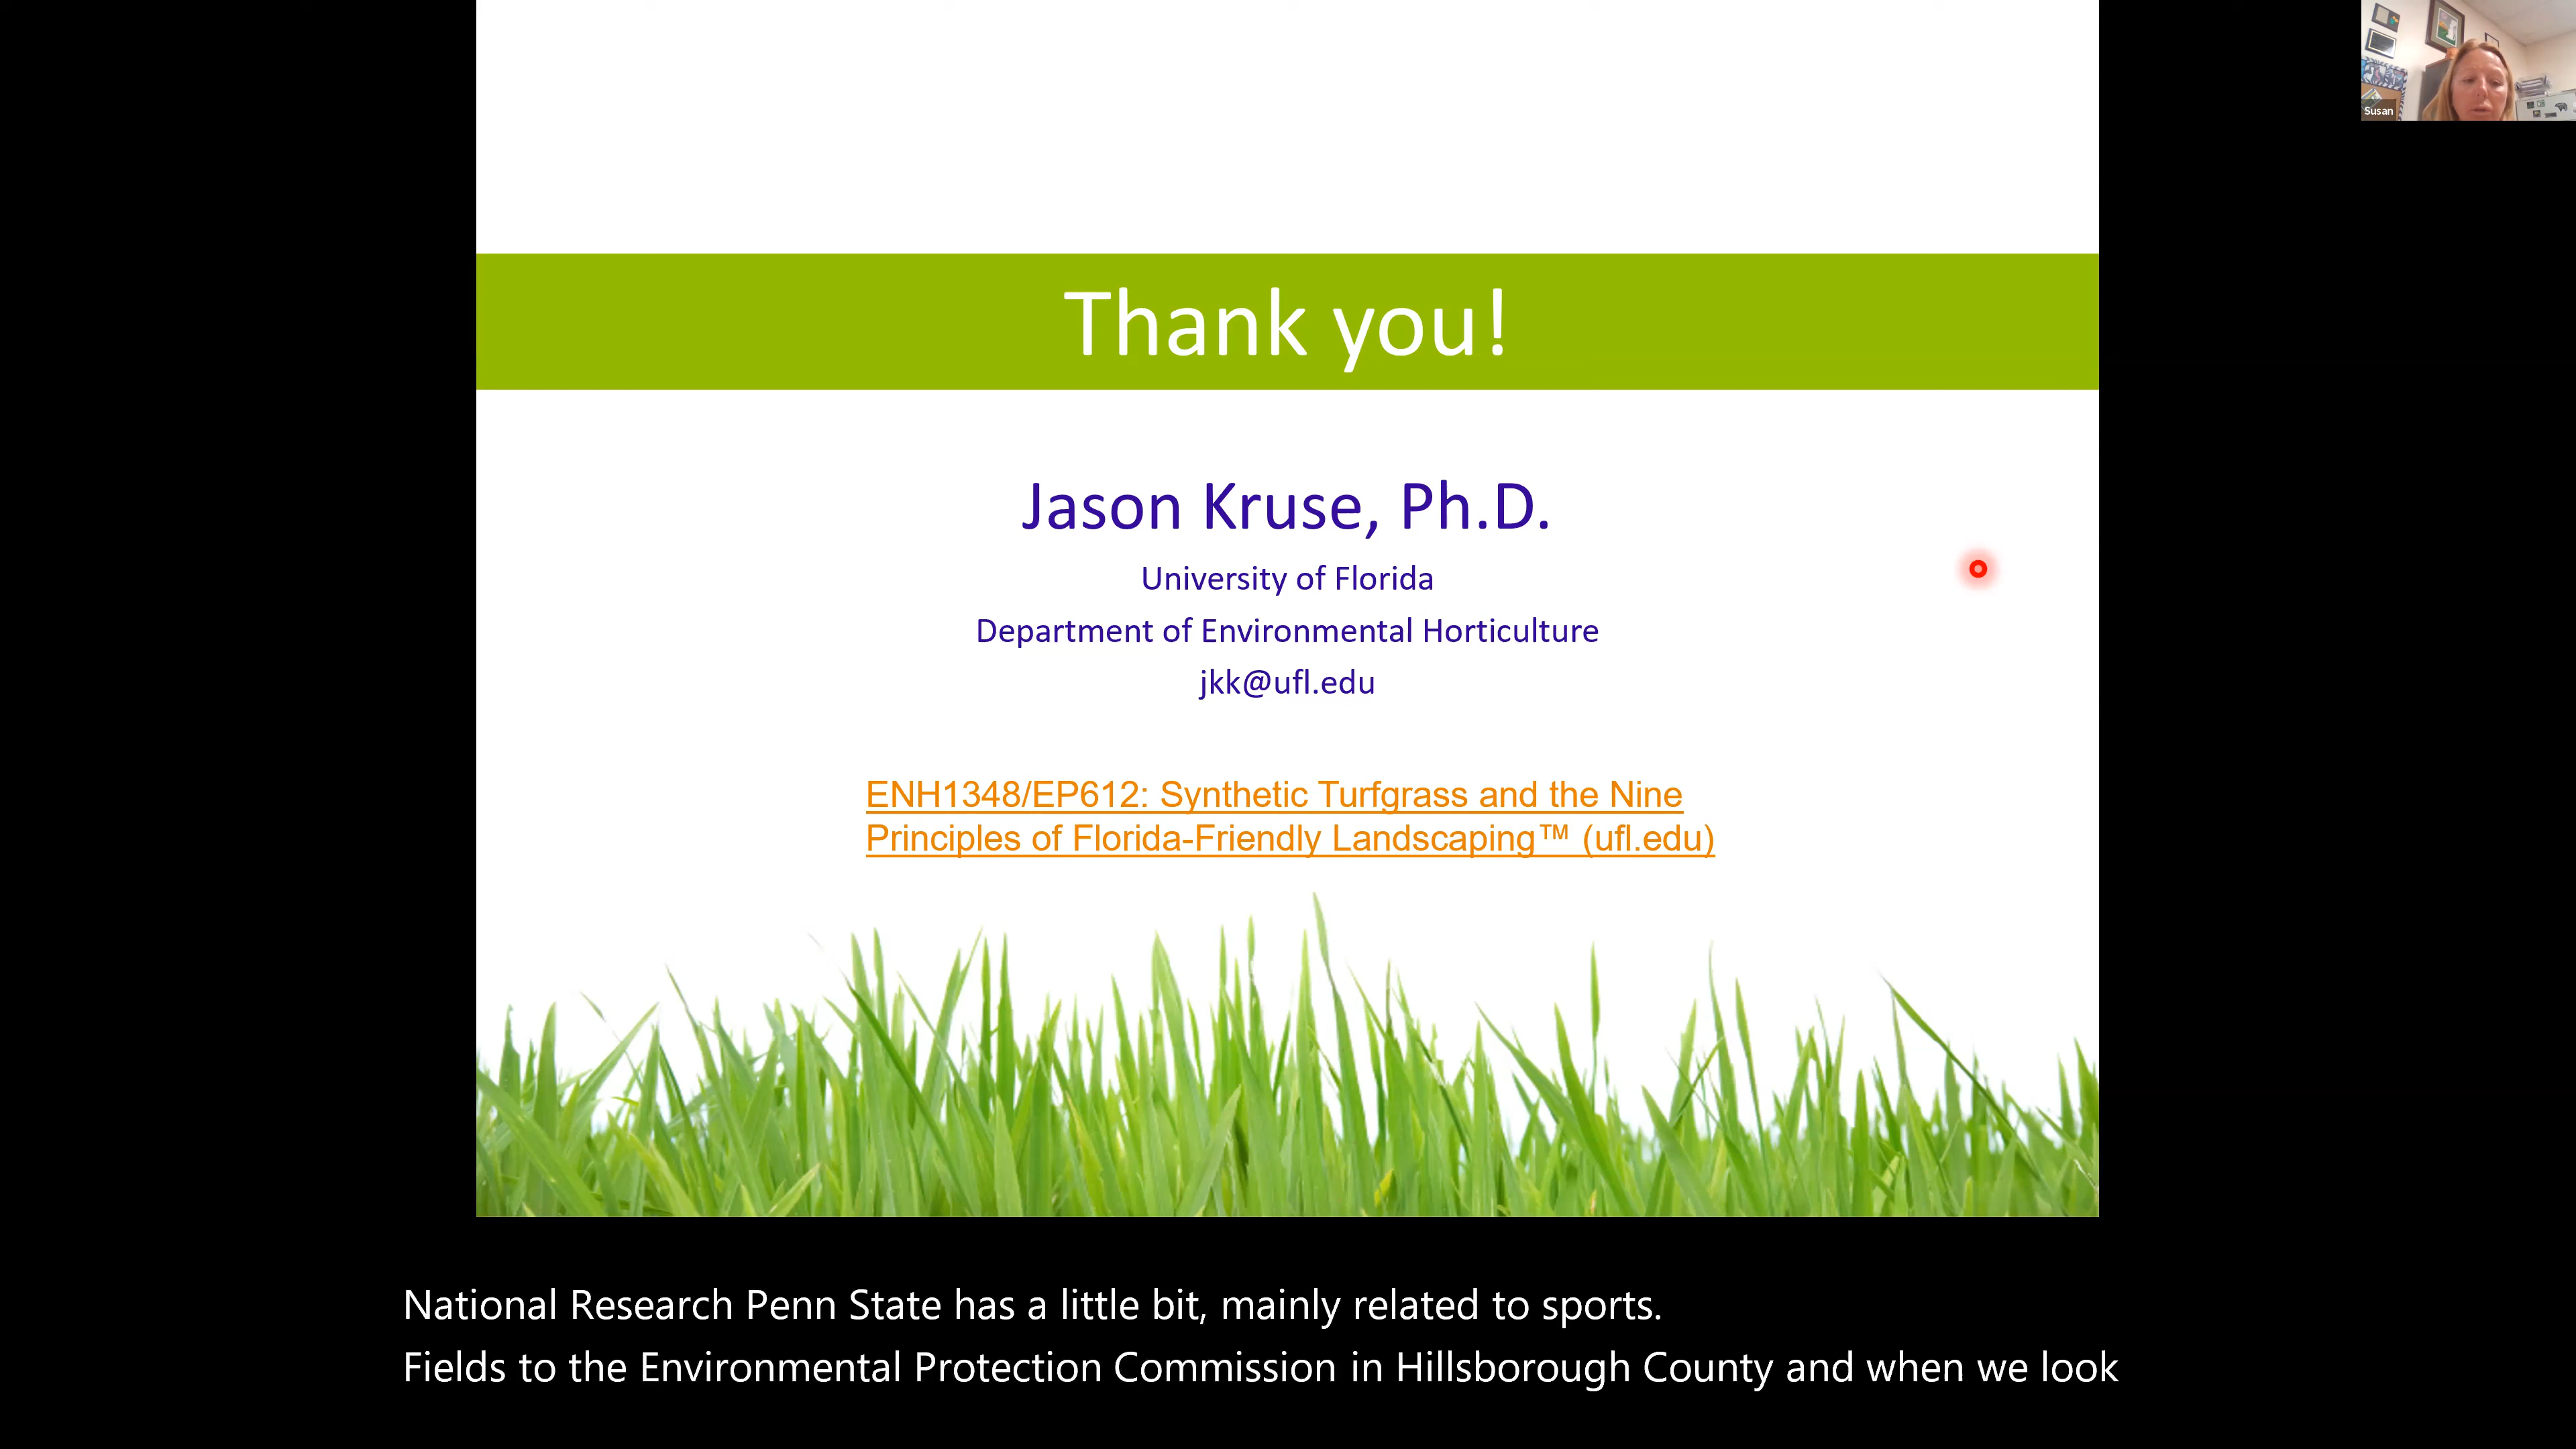 Susan
Thank you!
Jason Kruse, Ph.D.
University of Florida
Department of Environmental Horticulture
jkk@ufl.edu
ENH1348/EP612: Synthetic Turfgrass and the Nine
Principles of Florida-Friendly Landscaping™ (ufl.edu)
National Research Penn State has a little bit, mainly related to sports.
Fields to the Environmental Protection Commission in Hillsborough County and when we look